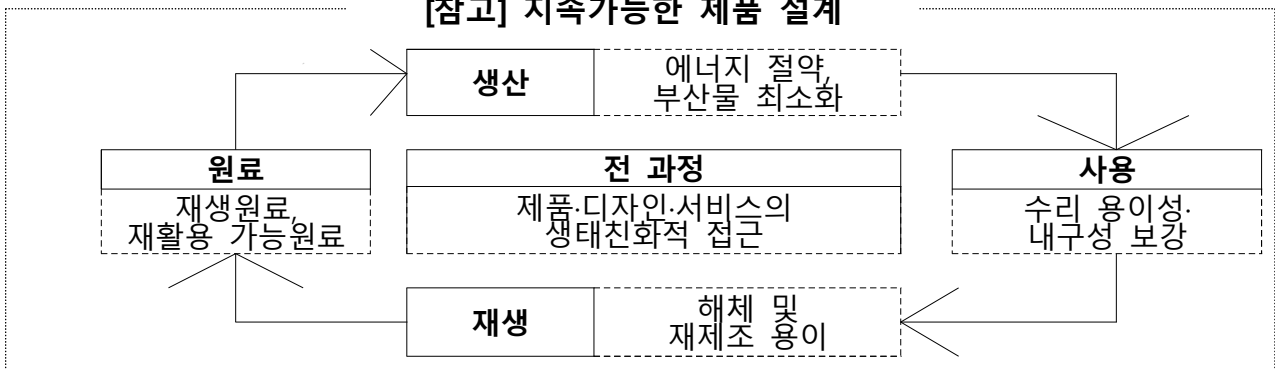 [참고] 지속가능한 제품 설계
생산
에너지 절약,
부산물 최소화
원료
재생원료,
재활용 가능원료
전 과정
제품·디자인·서비스의
생태친화적 접근
사용
수리 용이성·
내구성 보강
재생
해체 및
재제조 용이